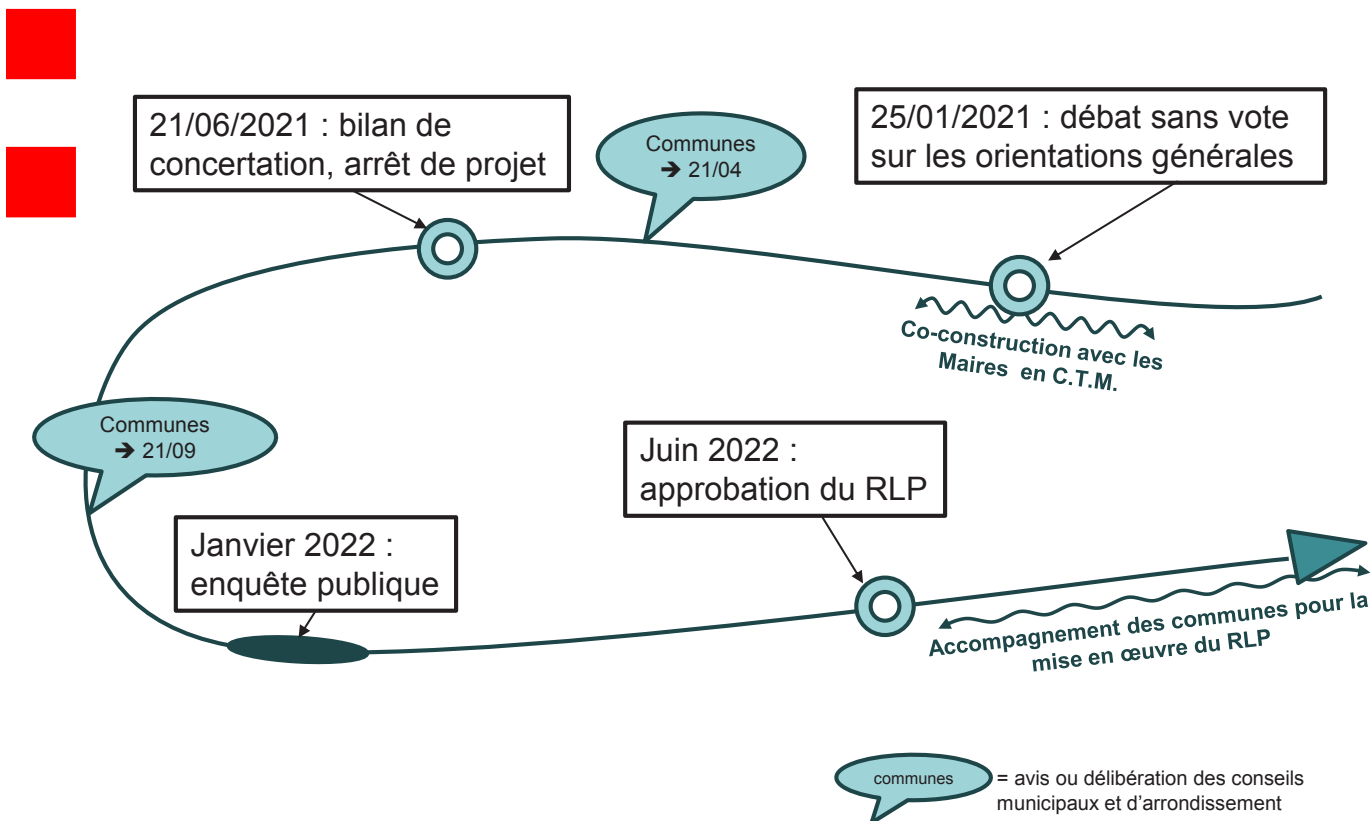 21/06/2021 : bilan de
concertation, arrêt de projet
Communes
➔ 21/04
25/01/2021 : débat sans vote
sur les orientations générales
Co-construction avec les
Maires en C.T.M.
Communes
➔ 21/09
Juin 2022 :
approbation du RLP
Janvier 2022 :
enquête publique
Accompagnement des communes pour la
mise en œuvre du RLP
communes
= avis ou délibération des conseils
municipaux et d'arrondissement